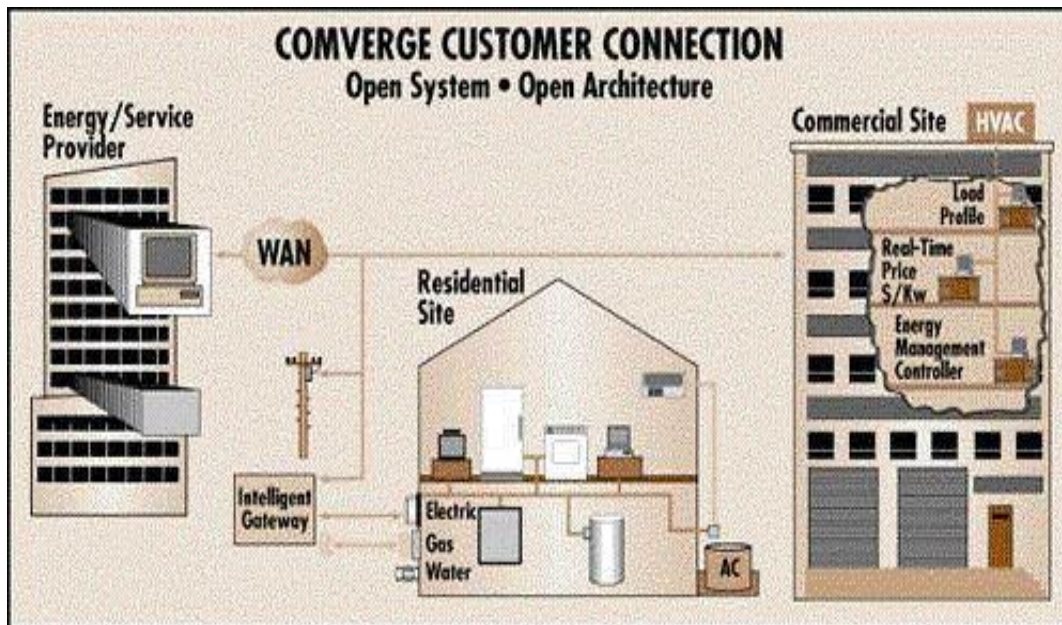 COMVERGE CUSTOMER CONNECTION
Open System • Open Architecture
Energy/Service
Provider
WAN
Commercial Site
HVAC
Load
Profile
Real-Time
Price
S/Kw
Energy
Management
Controller
Residential
Site
Intelligent
Gateway
Electric
Gas
Water
AC